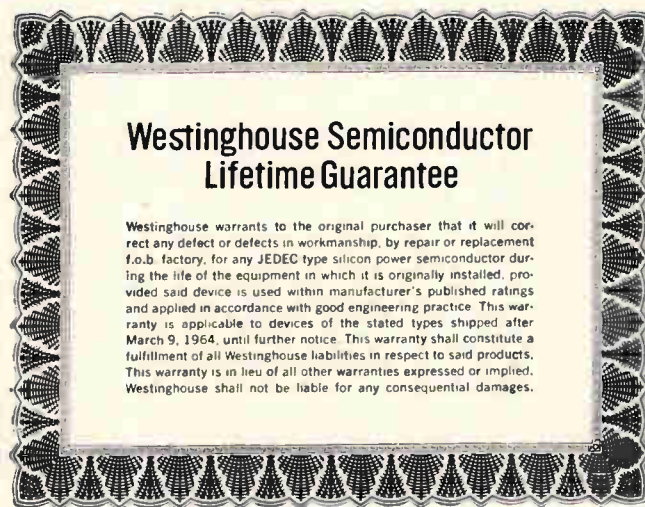 Westinghouse Semiconductor
Lifetime Guarantee
Westinghouse warrants to the original purchaser that it will cor-
rect any defect or defects in workmanship, by repair or replacement
f.o.b. factory, for any JEDEC type silicon power semiconductor dur-
ing the life of the equipment in which it is originally installed, pro-
vided said device is used within manufacturer's published ratings
and applied in accordance with good engineering practice. This war-
ranty is applicable to devices of the stated types shipped after
March 9, 1964, until further notice. This warranty shall constitute a
fulfillment of all Westinghouse liabilities in respect to said products.
This warranty is in lieu of all other warranties expressed or implied.
Westinghouse shall not be liable for any consequential damages.